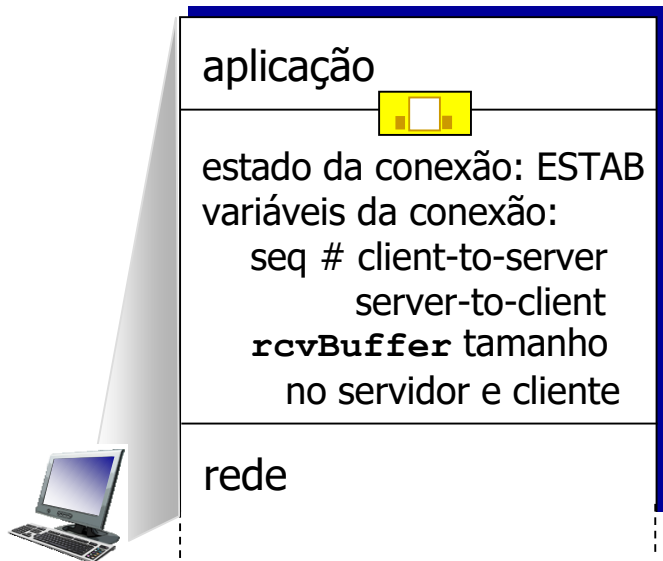 aplicação
estado da conexão: ESTAB
variáveis da conexão:
seq # client-to-server
server-to-client
rcvBuffer tamanho
no servidor e cliente
rede